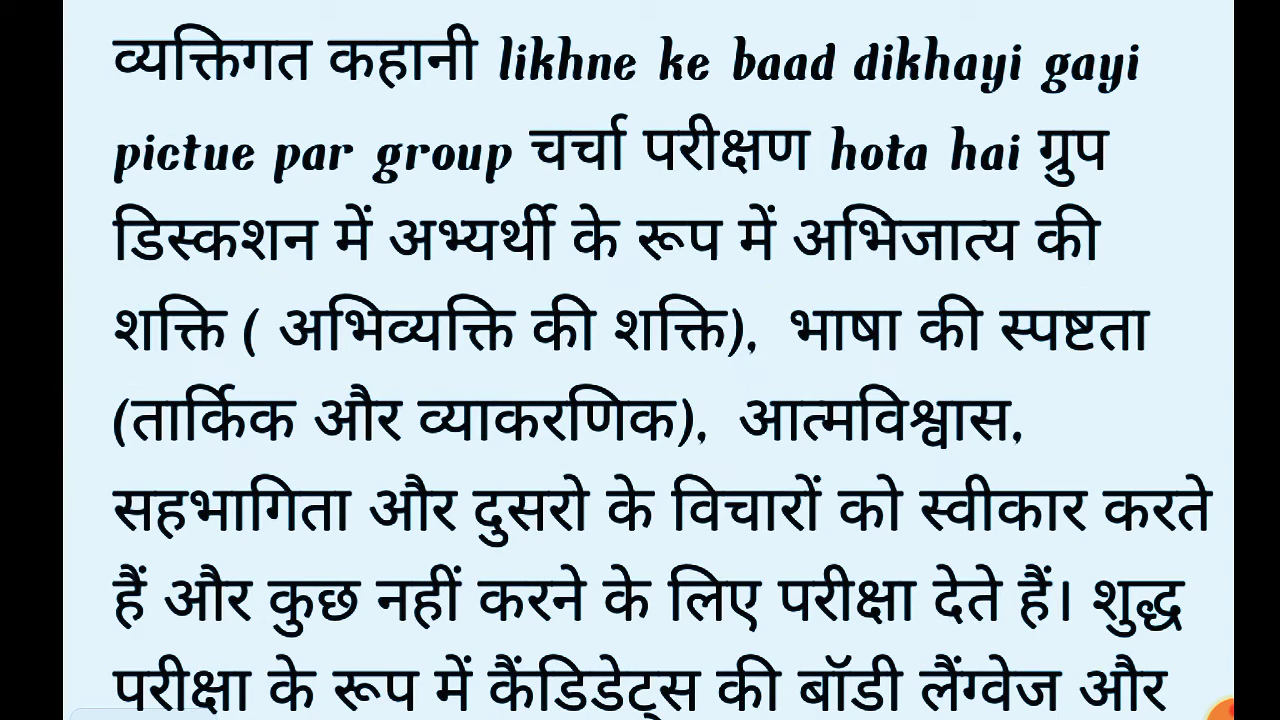 व्यक्तिगत कहानी likhne ke baad dikhayi gayi
pictue par group चर्चा परीक्षण hota hai ग्रुप
डिस्कशन में अभ्यर्थी के रूप में अभिजात्य की
शक्ति ( अभिव्यक्ति की शक्ति), भाषा की स्पष्टता
(तार्किक और व्याकरणिक), आत्मविश्वास,
सहभागिता और दुसरो के विचारों को स्वीकार करते
हैं और कुछ नहीं करने के लिए परीक्षा देते हैं। शुद्ध
परीक्षा के रूप में कैंडिडेट्स की बॉडी लैंग्वेज और